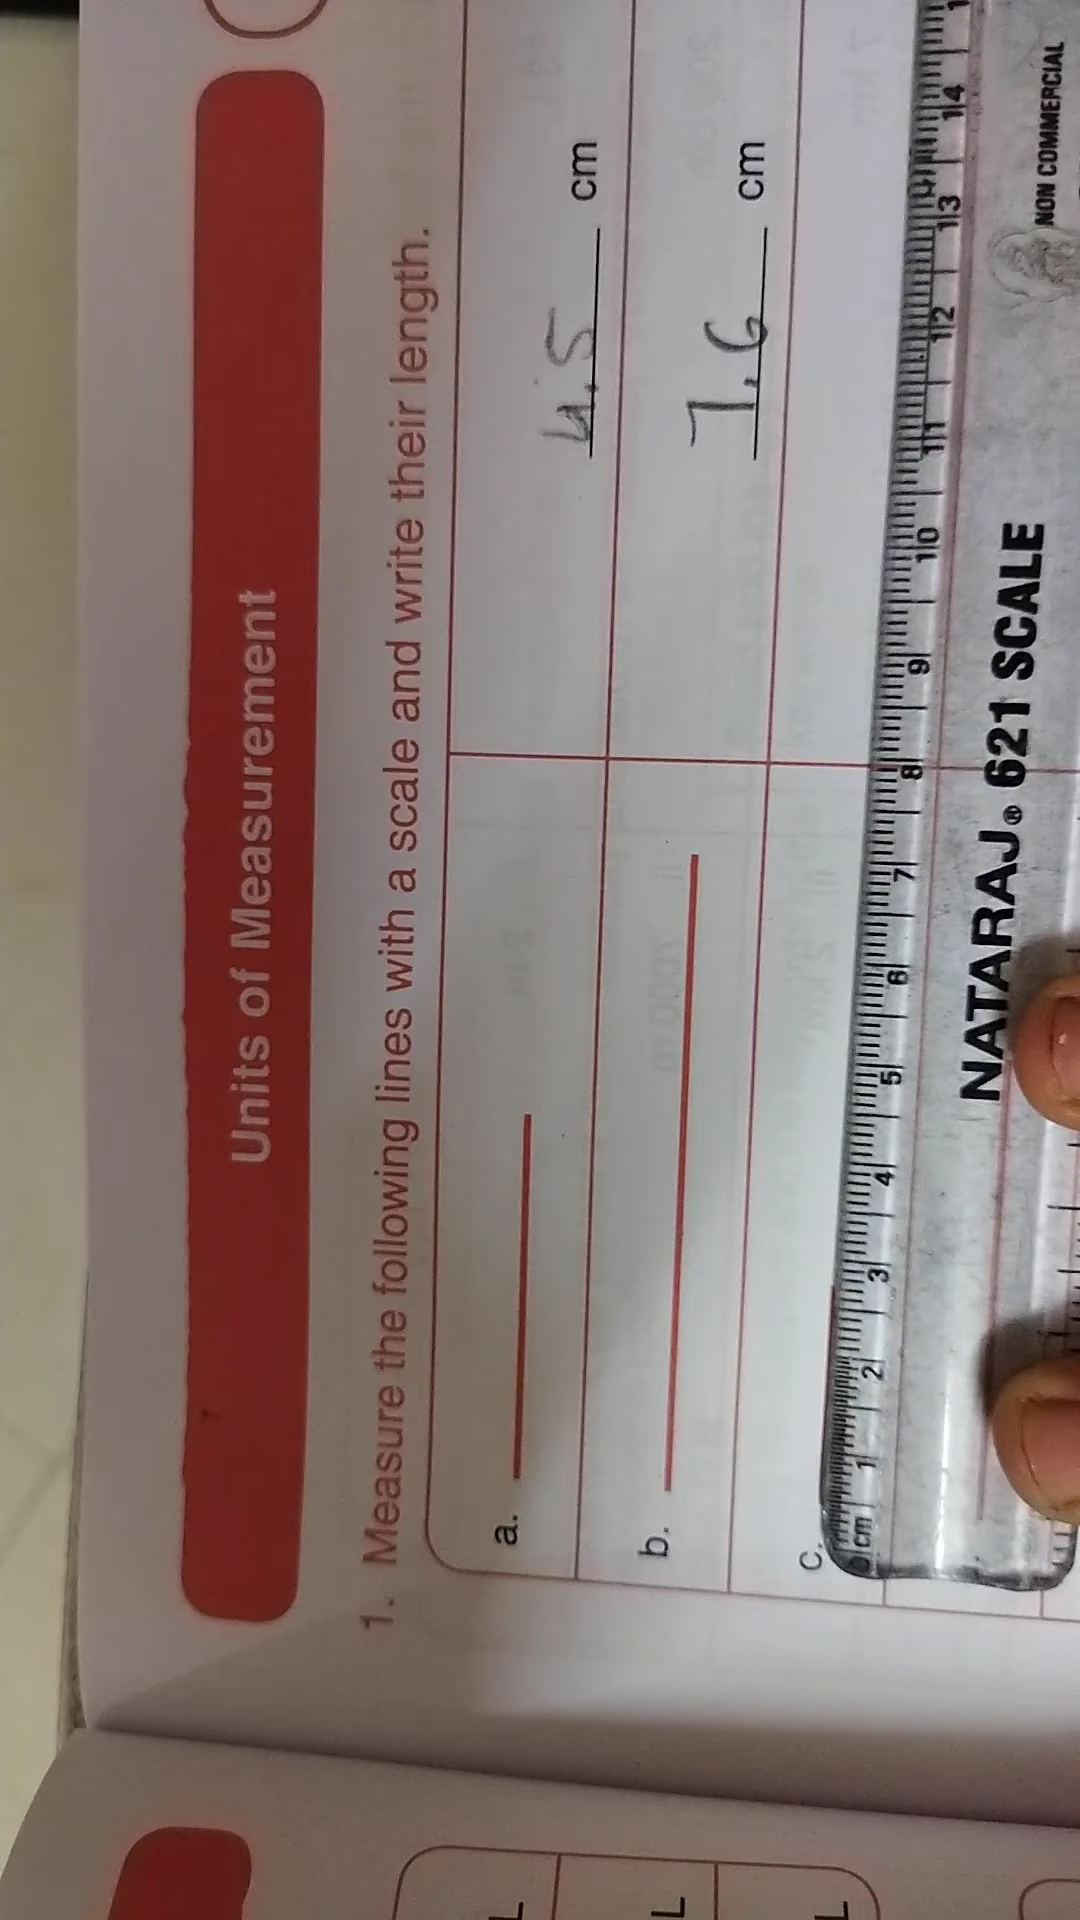 Units of Measurement
1. Measure the following lines with a scale and write their length.
a. 4.5 cm
b. 7.6 cm
c.
0 cm 1 2 3 4 5 6 7 8 9 10 11 12 13 14
NATARAJ® 621 SCALE
NON COMMERCIAL
L
L
L